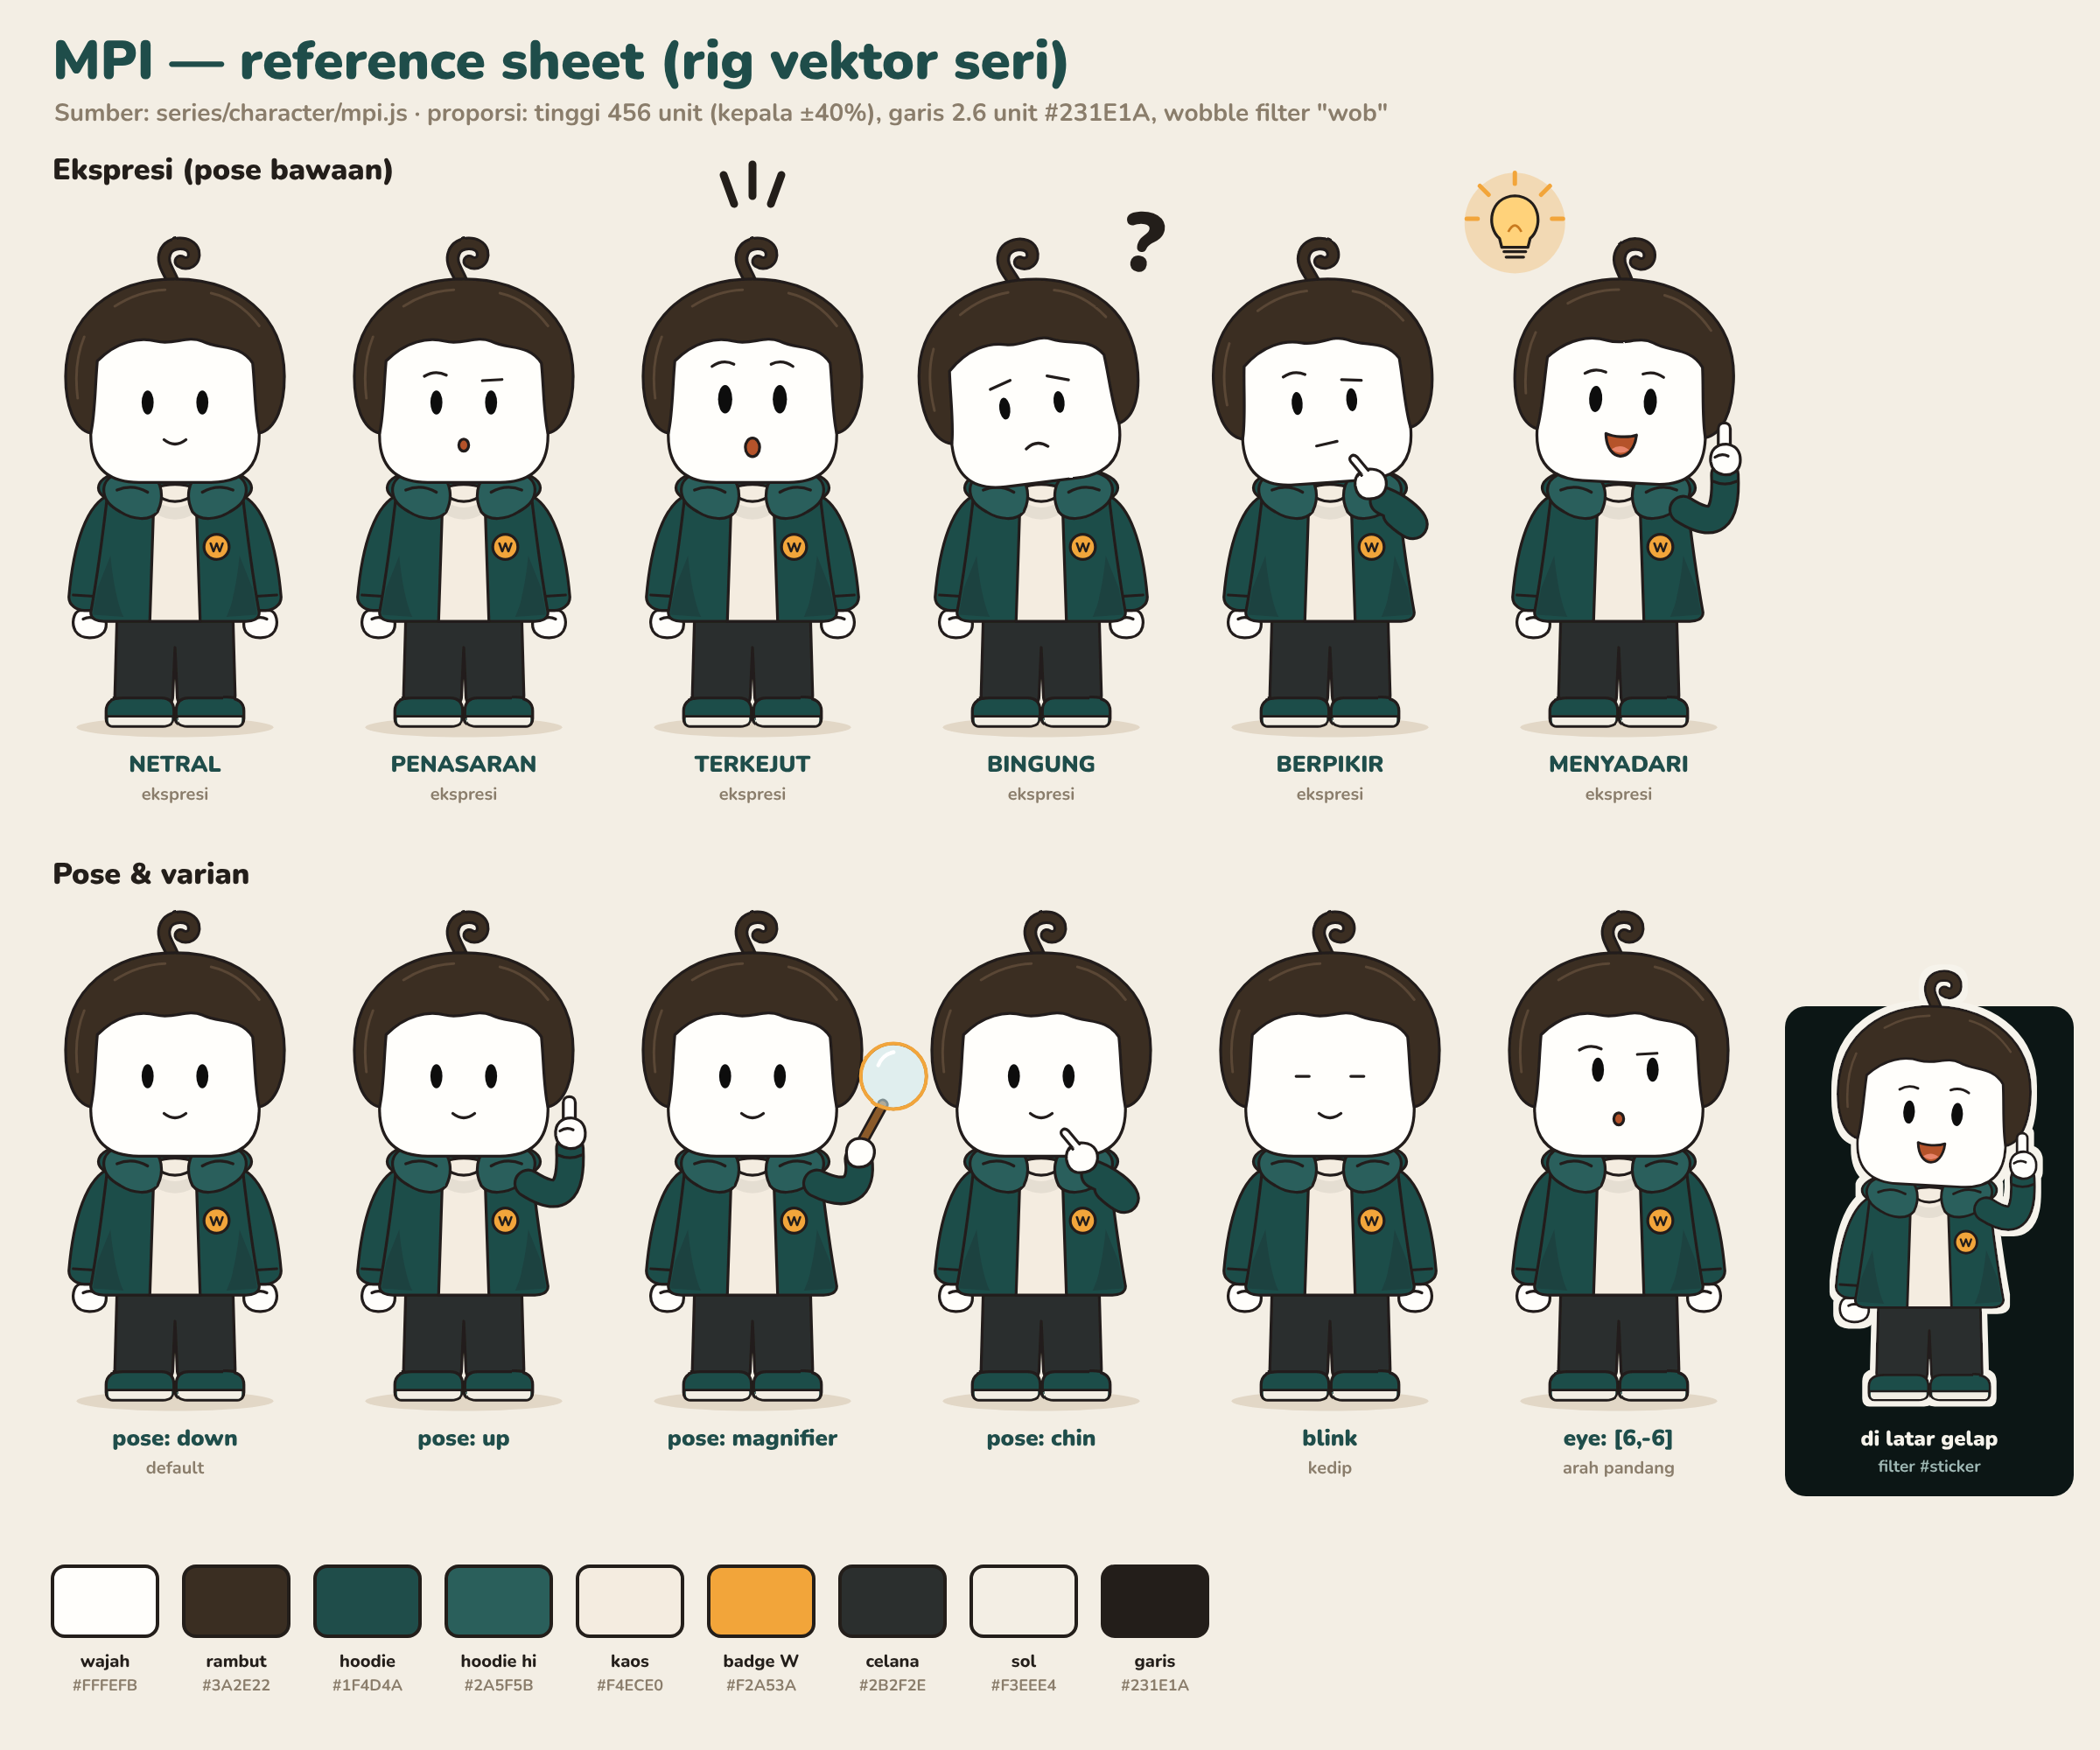 MPI — reference sheet (rig vektor seri)
Sumber: series/character/mpi.js · proporsi: tinggi 456 unit (kepala ±40%), garis 2.6 unit #231E1A, wobble filter "wob"
Ekspresi (pose bawaan)
?
W W W W W W
NETRAL PENASARAN TERKEJUT BINGUNG BERPIKIR MENYADARI
ekspresi ekspresi ekspresi ekspresi ekspresi ekspresi
Pose & varian
W W W W W W W
pose: down pose: up pose: magnifier pose: chin blink eye: [6,-6] di latar gelap
default kedip arah pandang filter #sticker
wajah rambut hoodie hoodie hi kaos badge W celana sol garis
#FFFEFB #3A2E22 #1F4D4A #2A5F5B #F4ECE0 #F2A53A #2B2F2E #F3EEE4 #231E1A